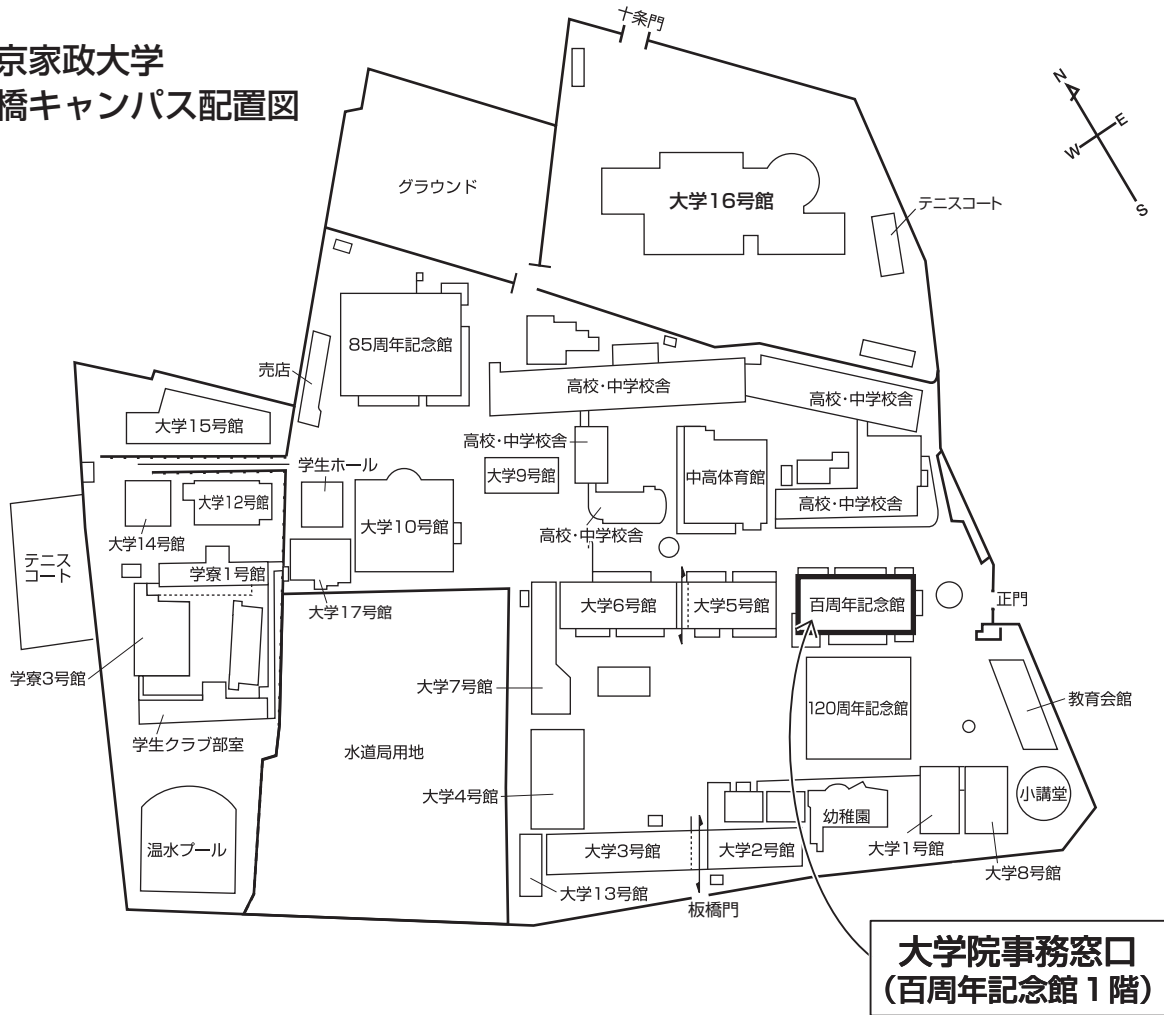 京家政大学
橋キャンパス配置図
十条門
N
E
W
S
グラウンド
大学16号館
テニスコート
85周年記念館
売店
高校・中学校舎
高校・中学校舎
大学15号館
高校・中学校舎
学生ホール
大学9号館
中高体育館
大学12号館
高校・中学校舎
大学10号館
高校・中学校舎
大学14号館
テニス
コート
学寮1号館
大学17号館
大学6号館
大学5号館
百周年記念館
正門
学寮3号館
大学7号館
教育会館
120周年記念館
学生クラブ部室
水道局用地
大学4号館
小講堂
幼稚園
温水プール
大学3号館
大学2号館
大学1号館
大学8号館
大学13号館
板橋門
大学院事務窓口
（百周年記念館1階）